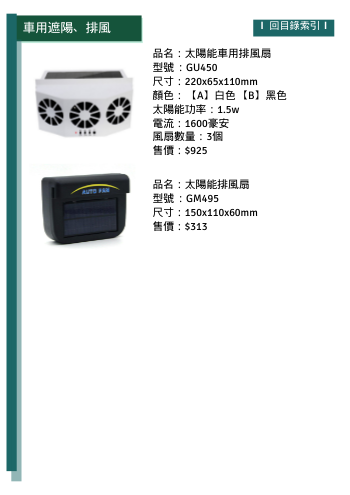 車用遮陽、排風
I 回目錄索引 I
品名：太陽能車用排風扇
型號：GU450
尺寸：220x65x110mm
顏色：【A】白色【B】黑色
太陽能功率：1.5w
電流：1600豪安
風扇數量：3個
售價：$925
AUTO FAN
品名：太陽能排風扇
型號：GM495
尺寸：150x110x60mm
售價：$313